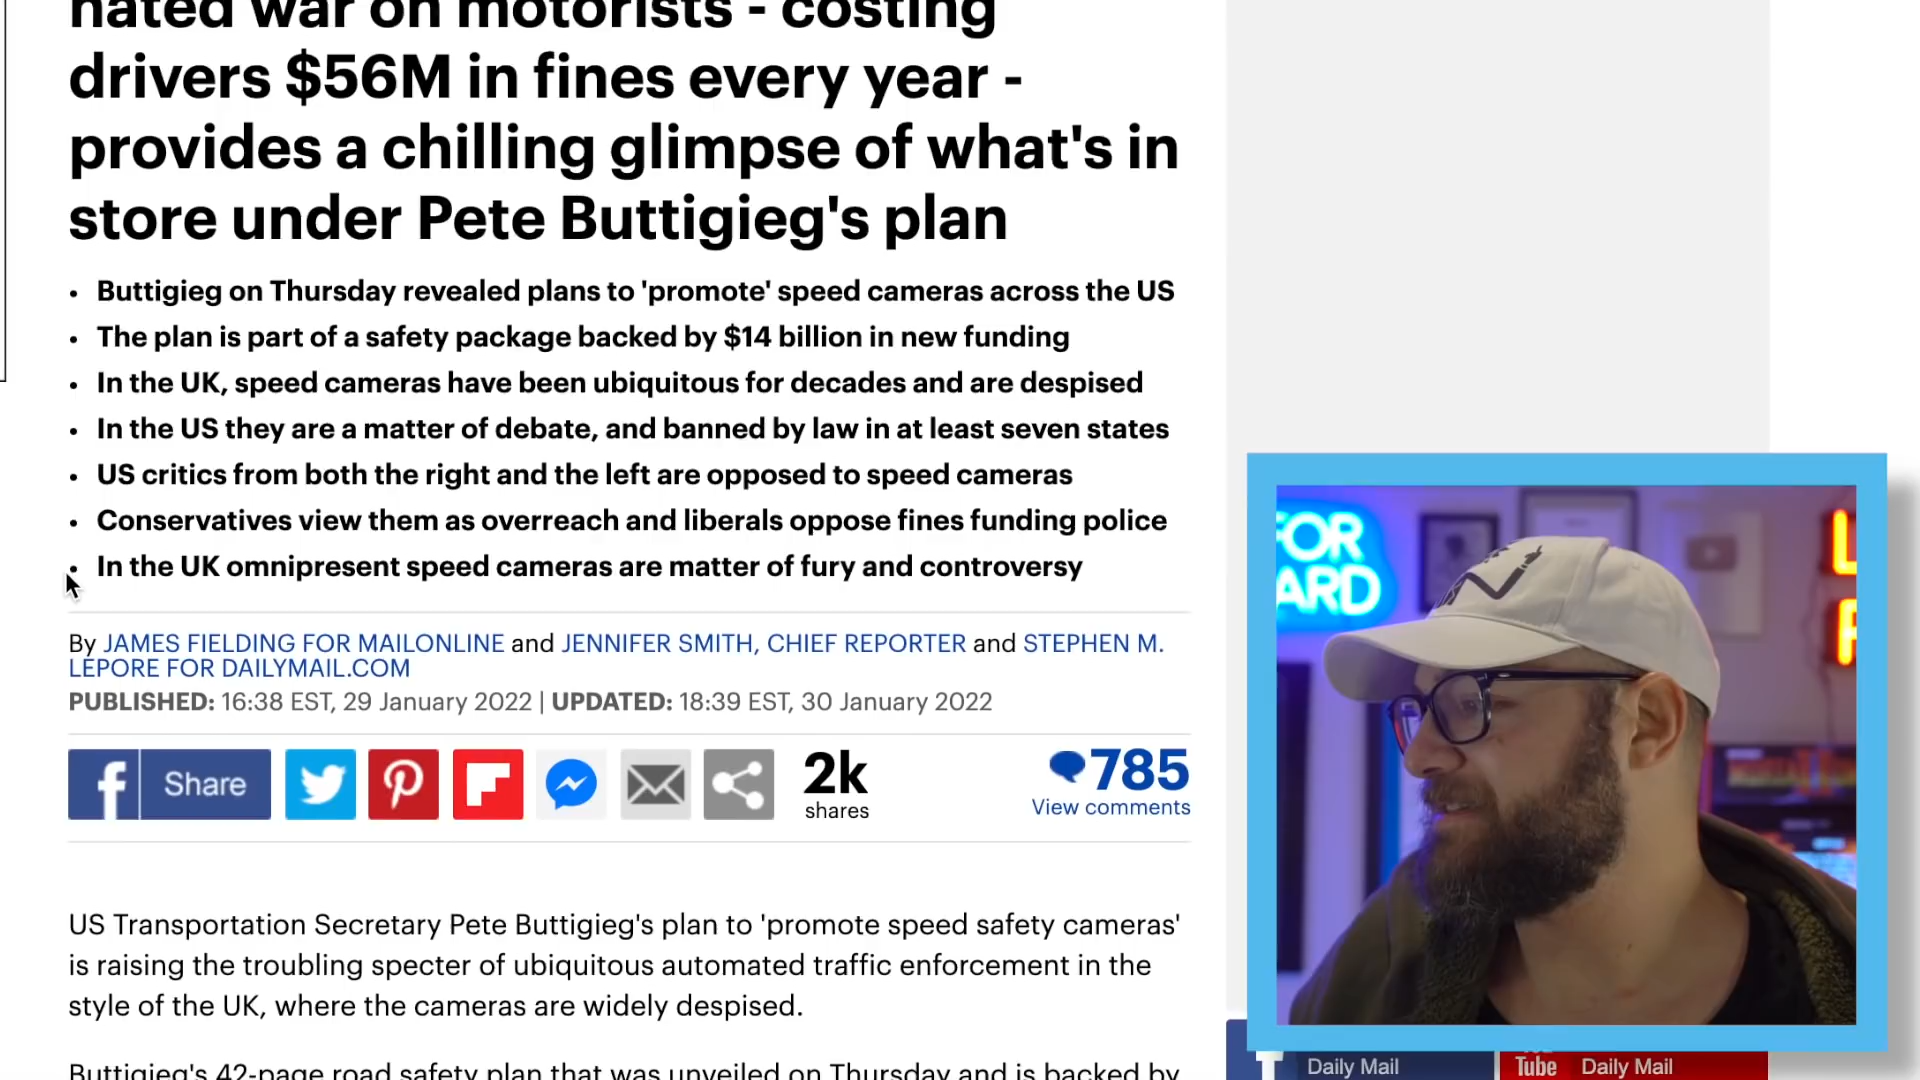 hated war on motorists - costing
drivers $56M in fines every year -
provides a chilling glimpse of what's in
store under Pete Buttigieg's plan
• Buttigieg on Thursday revealed plans to 'promote' speed cameras across the US
• The plan is part of a safety package backed by $14 billion in new funding
• In the UK, speed cameras have been ubiquitous for decades and are despised
• In the US they are a matter of debate, and banned by law in at least seven states
• US critics from both the right and the left are opposed to speed cameras
• Conservatives view them as overreach and liberals oppose fines funding police
• In the UK omnipresent speed cameras are matter of fury and controversy
By JAMES FIELDING FOR MAILONLINE and JENNIFER SMITH, CHIEF REPORTER and STEPHEN M.
LEPORE FOR DAILYMAIL.COM
PUBLISHED: 16:38 EST, 29 January 2022 | UPDATED: 18:39 EST, 30 January 2022
Share
2k
shares
785
View comments
US Transportation Secretary Pete Buttigieg's plan to 'promote speed safety cameras'
is raising the troubling specter of ubiquitous automated traffic enforcement in the
style of the UK, where the cameras are widely despised.
Buttigieg's 42-page road safety plan that was unveiled on Thursday and is backed by
FOR
ARD
Daily Mail
Tube
Daily Mail